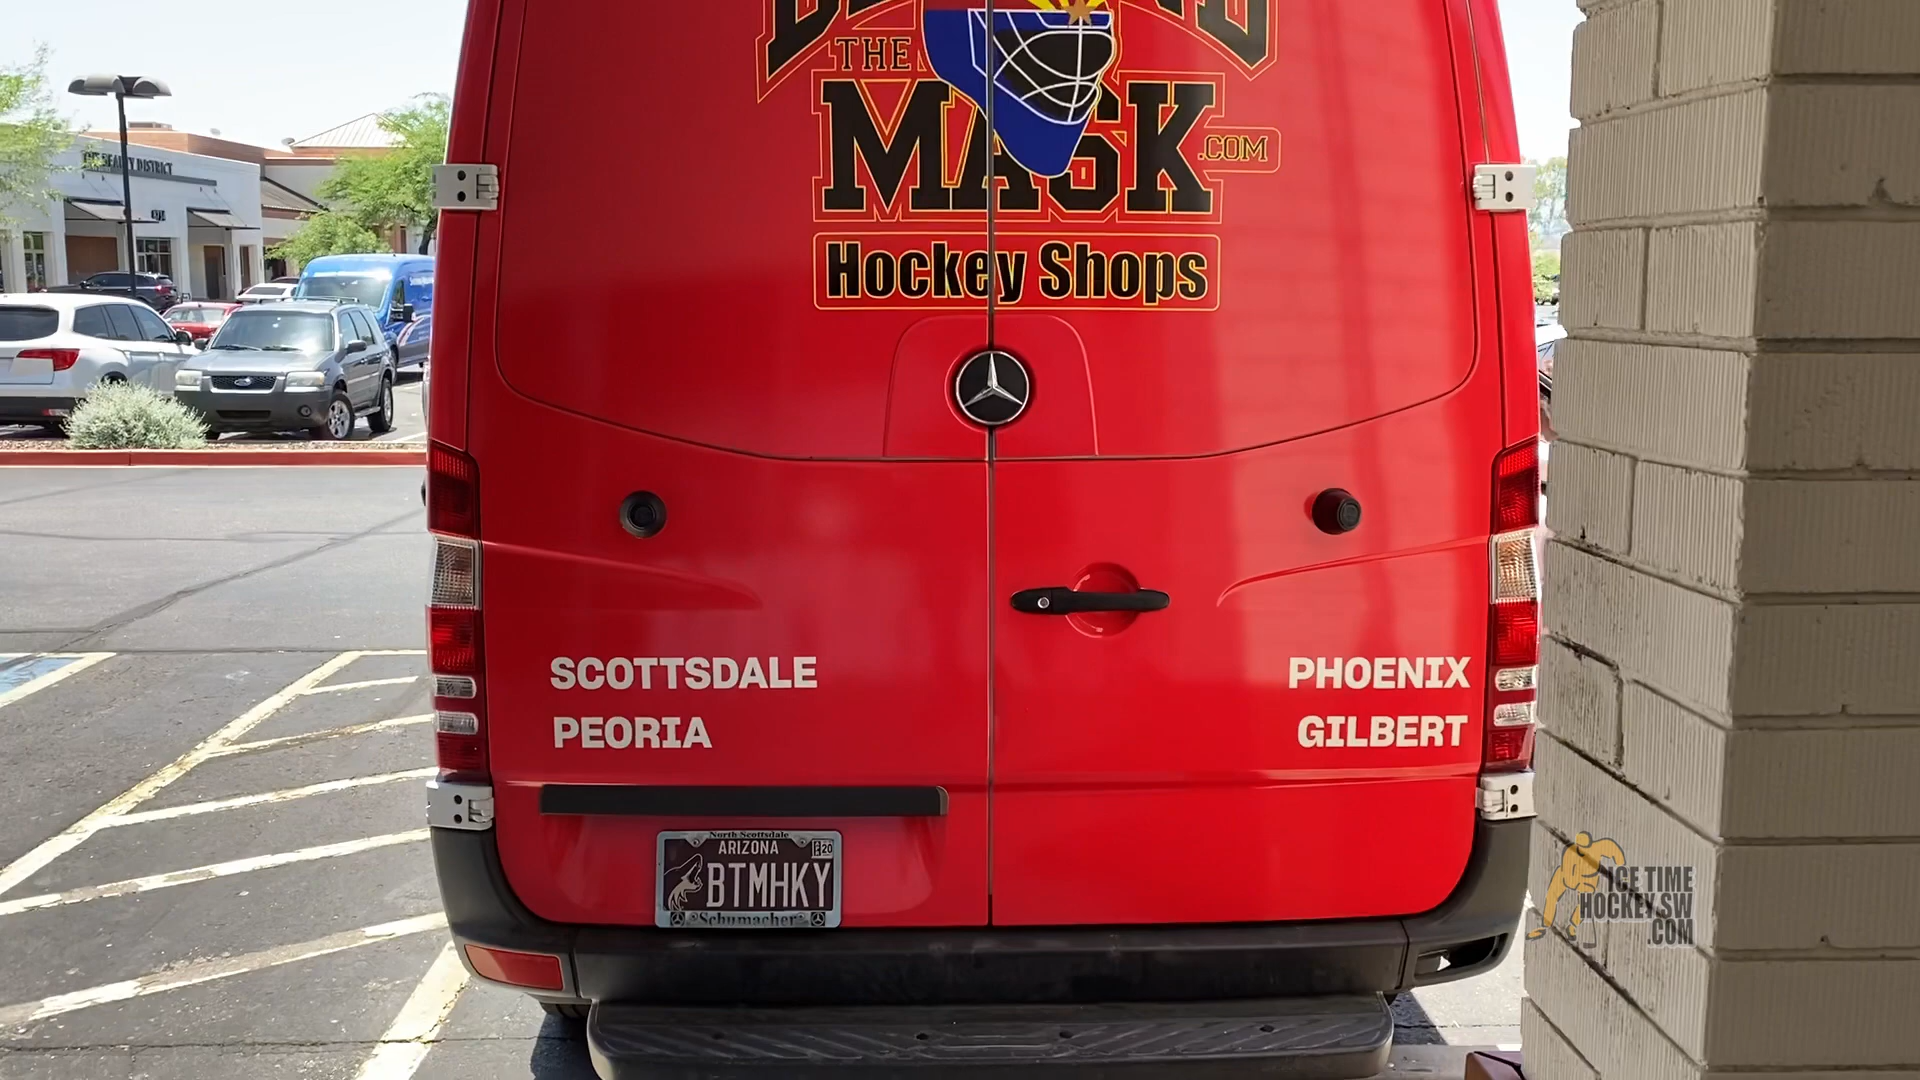 THE
MASK
.COM
Hockey Shops
SCOTTSDALE
PEORIA
PHOENIX
GILBERT
North Scottsdale
ARIZONA
20
BTMHKY
Schumacher
ICE TIME
HOCKEY.SW
.COM